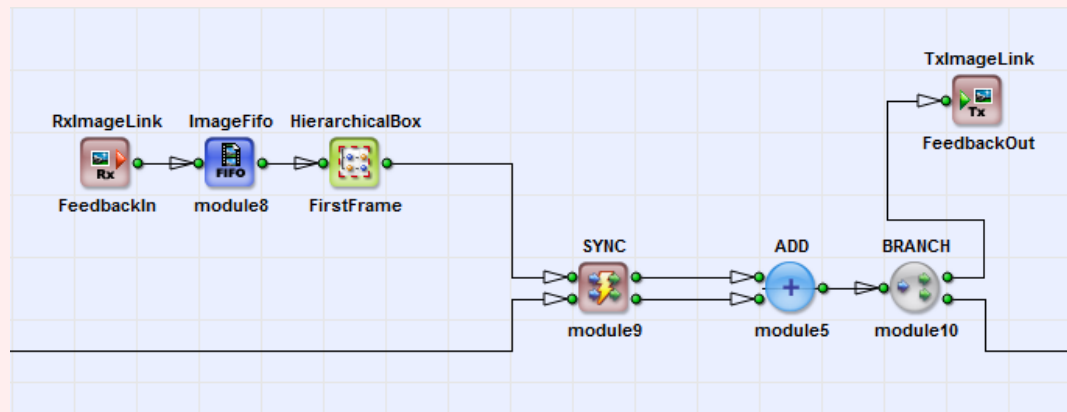 TxImageLink
Tx
FeedbackOut
RxImageLink ImageFifo HierarchicalBox
Rx FIFO
FeedbackIn module8 FirstFrame
SYNC ADD BRANCH
+
module9 module5 module10